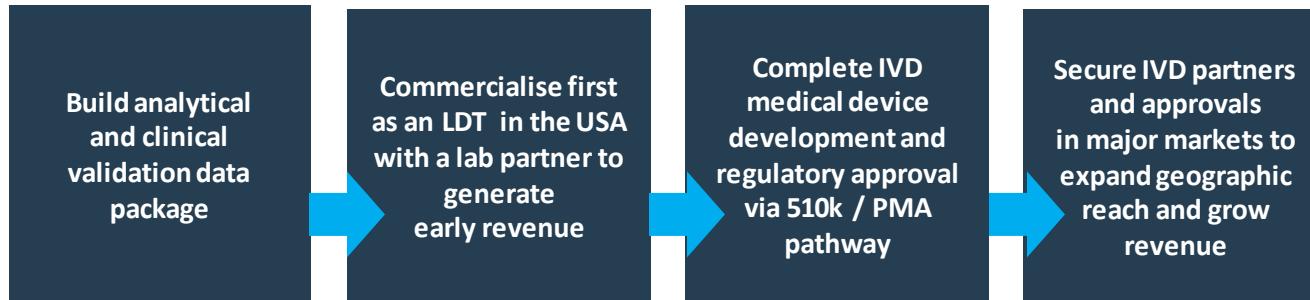 Build analytical
and clinical
validation data
package
Commercialise first
as an LDT in the USA
with a lab partner to
generate
early revenue
Complete IVD
medical device
development and
regulatory approval
via 510k / PMA
pathway
Secure IVD partners
and approvals
in major markets to
expand geographic
reach and grow
revenue